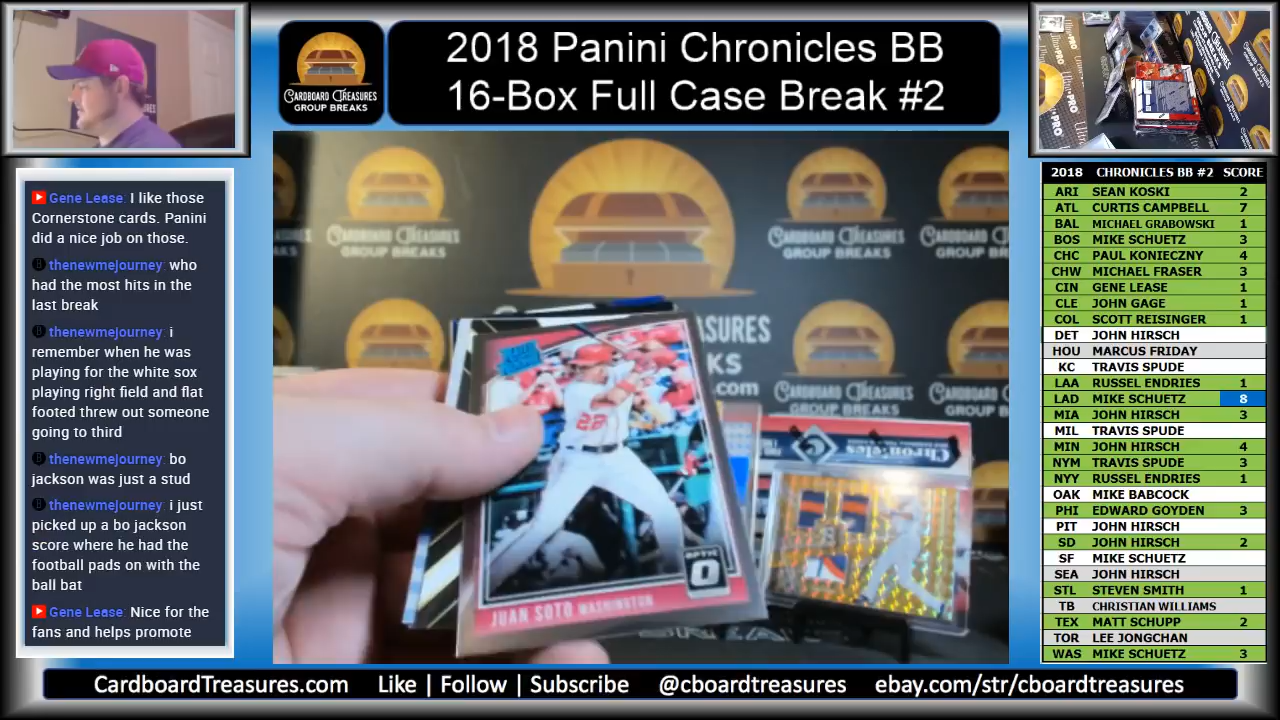 CARDBOARD TREASURES
GROUP BREAKS
2018 Panini Chronicles BB
16-Box Full Case Break #2
Gene Lease: I like those
Cornerstone cards. Panini
did a nice job on those.
thenewmejourney: who
had the most hits in the
last break
thenewmejourney: i
remember when he was
playing for the white sox
playing right field and flat
footed threw out someone
going to third
thenewmejourney: bo
jackson was just a stud
thenewmejourney: i just
picked up a bo jackson
score where he had the
football pads on with the
ball bat
Gene Lease: Nice for the
fans and helps promote
CARDBOARD TREASURES
GROUP BREAKS
CARDBOARD TREASURES
GROUP BREAKS
22
OPTIC
JUAN SOTO WASHINGTON
Chronicles
2018 CHRONICLES BB #2 SCORE
ARI SEAN KOSKI 2
ATL CURTIS CAMPBELL 7
BAL MICHAEL GRABOWSKI 1
BOS MIKE SCHUETZ 3
CHC PAUL KONIECZNY 4
CHW MICHAEL FRASER 3
CIN GENE LEASE 1
CLE JOHN GAGE 1
COL SCOTT REISINGER 1
DET JOHN HIRSCH
HOU MARCUS FRIDAY
KC TRAVIS SPUDE
LAA RUSSEL ENDRIES 1
LAD MIKE SCHUETZ 8
MIA JOHN HIRSCH 3
MIL TRAVIS SPUDE
MIN JOHN HIRSCH 4
NYM TRAVIS SPUDE 3
NYY RUSSEL ENDRIES 1
OAK MIKE BABCOCK
PHI EDWARD GOYDEN 3
PIT JOHN HIRSCH
SD JOHN HIRSCH 2
SF MIKE SCHUETZ
SEA JOHN HIRSCH
STL STEVEN SMITH 1
TB CHRISTIAN WILLIAMS
TEX MATT SCHUPP 2
TOR LEE JONGCHAN
WAS MIKE SCHUETZ 3
CardboardTreasures.com Like | Follow | Subscribe @cboardtreasures ebay.com/str/cboardtreasures